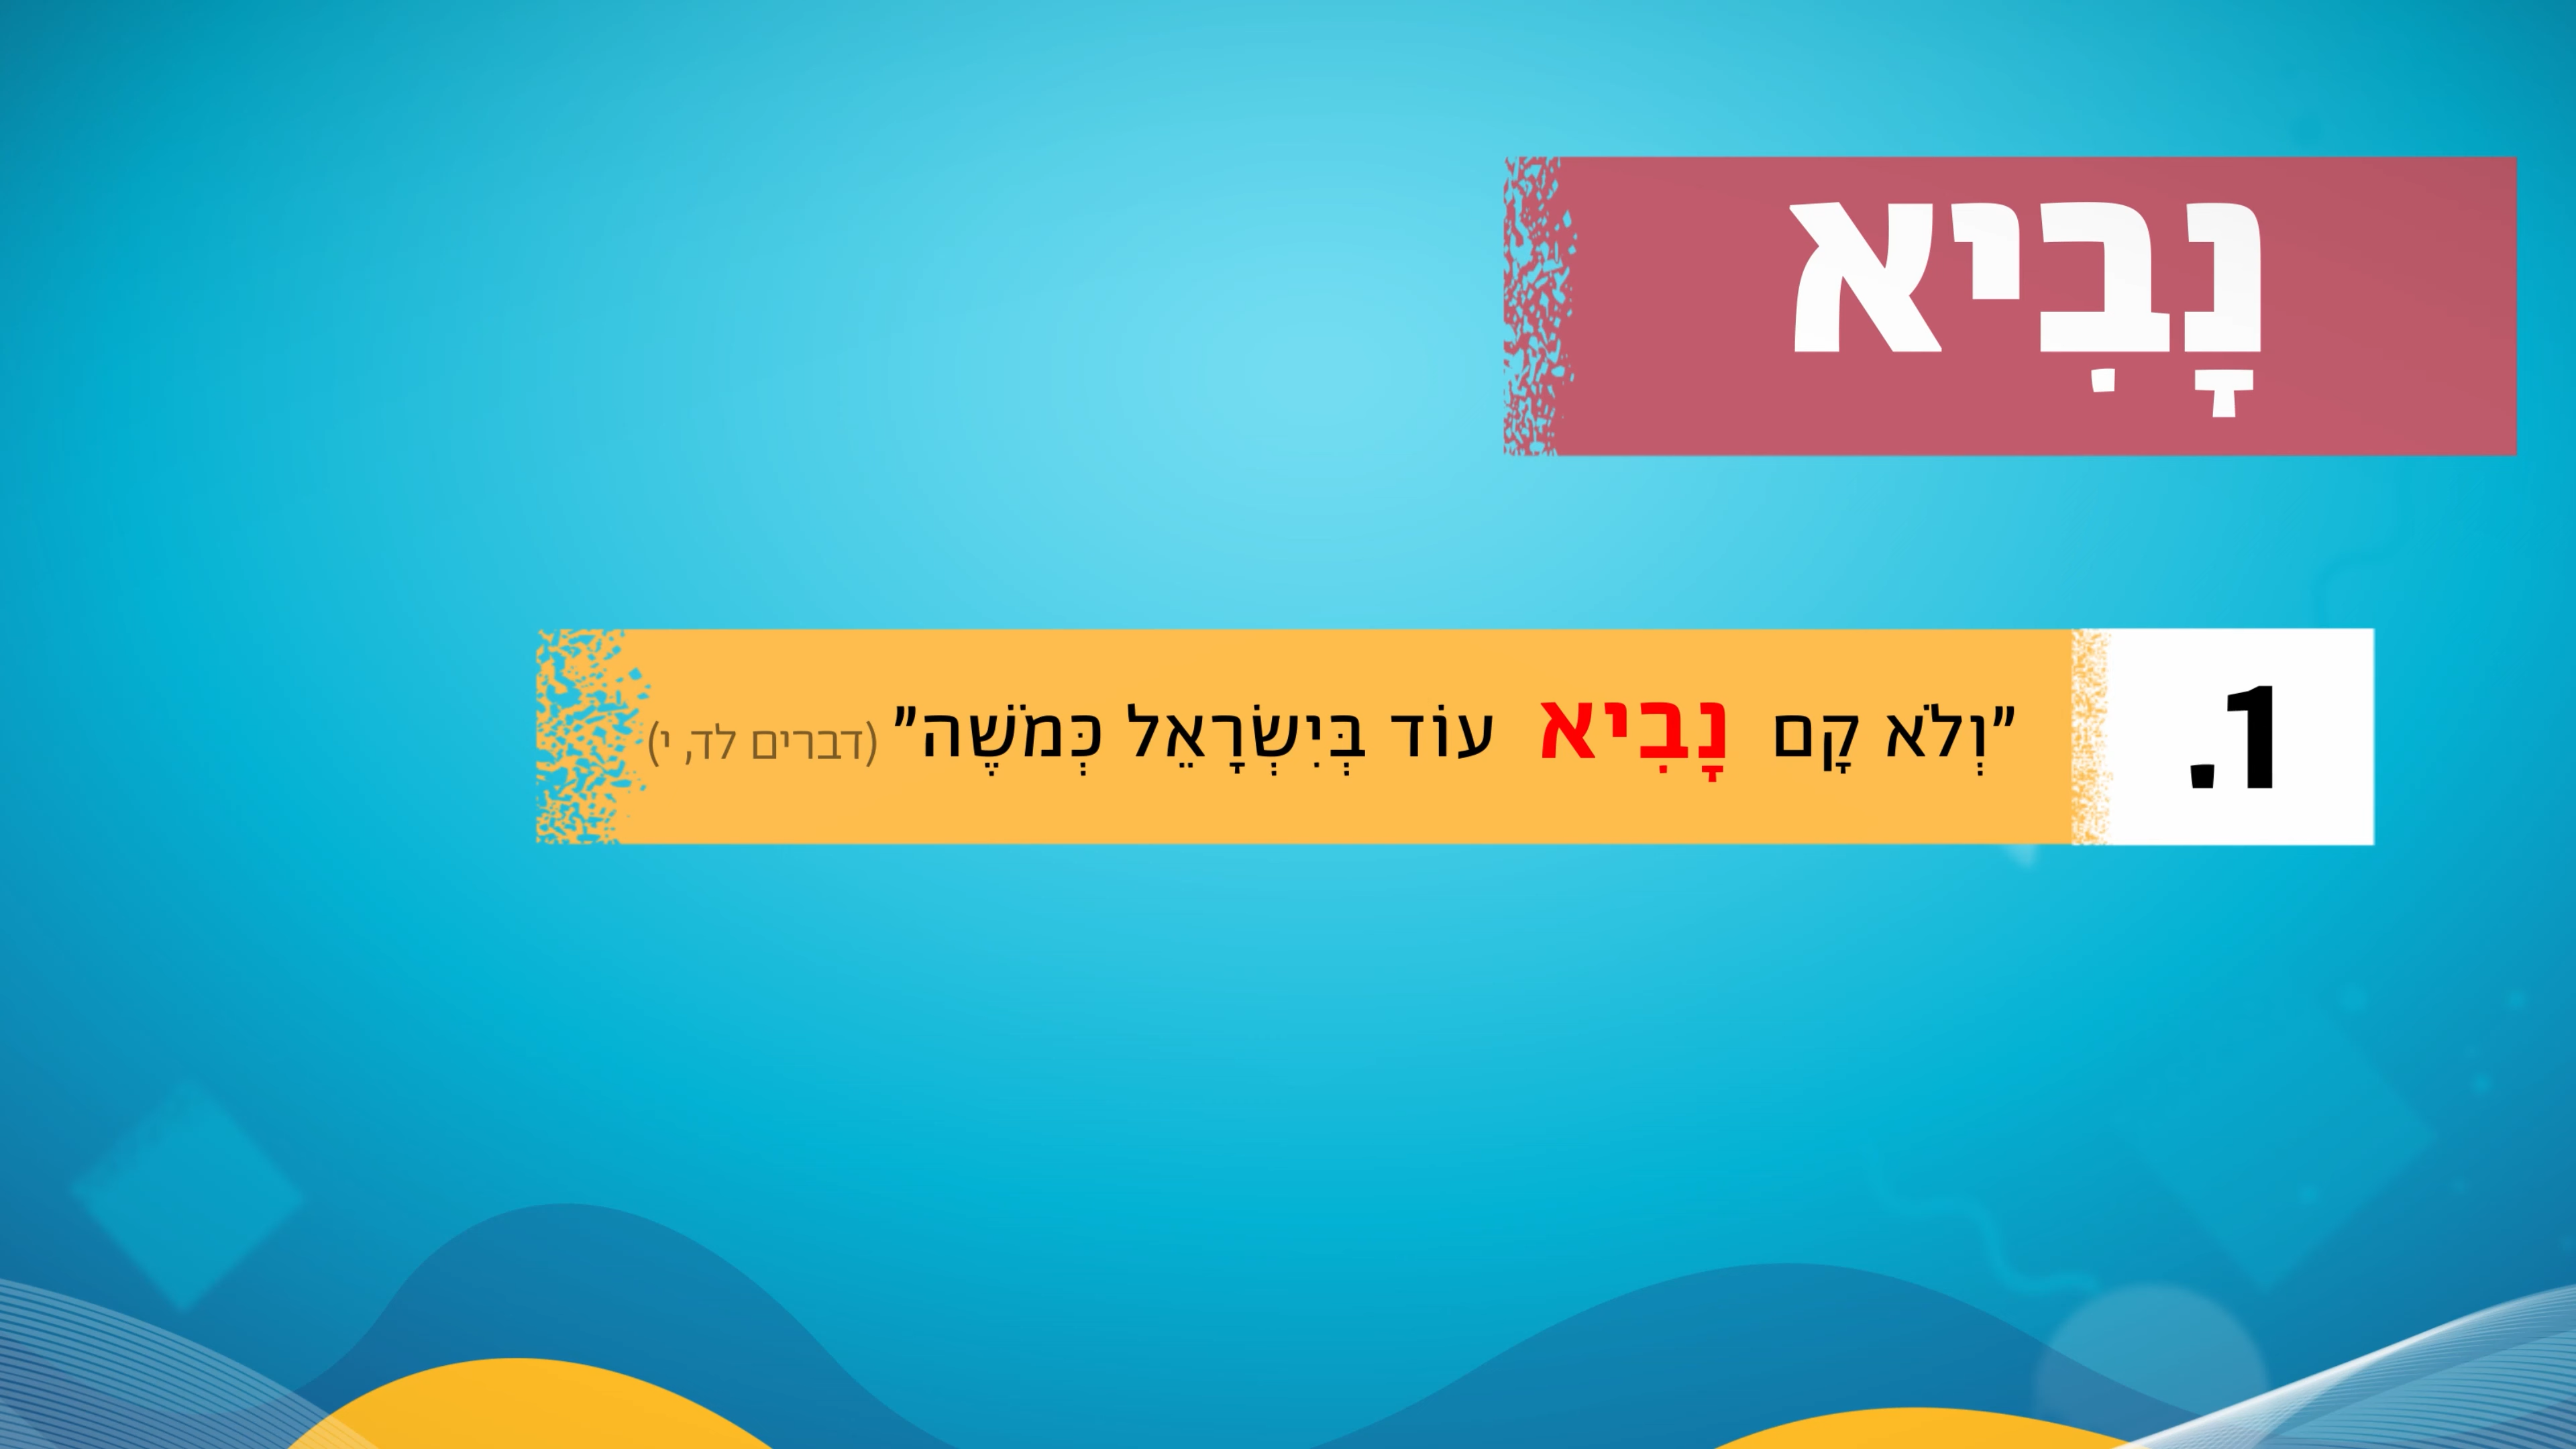 נָבִיא
1. "וְלֹא קָם נָבִיא עוֹד בְּיִשְׂרָאֵל כְּמֹשֶׁה" (דברים לד, י)